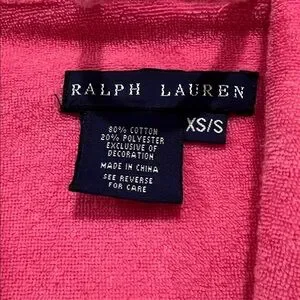 RALPH LAUREN
XS/S
80% COTTON
20% POLYESTER
EXCLUSIVE OF
DECORATION
MADE IN CHINA
SEE REVERSE
FOR CARE